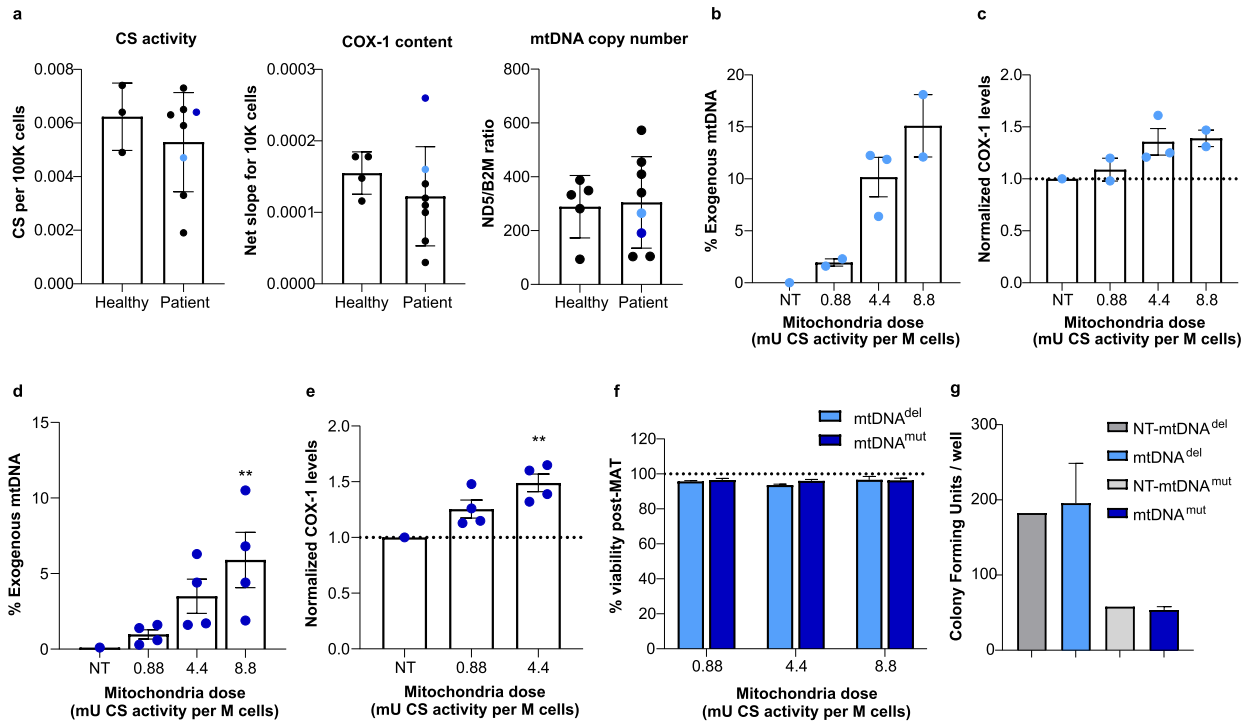 a
CS activity
CS per 100K cells
0.008
0.006
0.004
0.002
0.000
Healthy Patient
COX-1 content
Net slope for 10K cells
0.0003
0.0002
0.0001
0.0000
Healthy Patient
mtDNA copy number
ND5/B2M ratio
800
600
400
200
0
Healthy Patient
b
% Exogenous mtDNA
20
15
10
5
0
NT 0.88 4.4 8.8
Mitochondria dose
(mU CS activity per M cells)
c
Normalized COX-1 levels
2.0
1.5
1.0
0.5
0.0
NT 0.88 4.4 8.8
Mitochondria dose
(mU CS activity per M cells)
d
% Exogenous mtDNA
15
10
5
0
**
NT 0.88 4.4 8.8
Mitochondria dose
(mU CS activity per M cells)
e
Normalized COX-1 levels
2.0
1.5
1.0
0.5
0.0
**
NT 0.88 4.4
Mitochondria dose
(mU CS activity per M cells)
f
mtDNAdel
mtDNAmut
% viability post-MAT
120
100
80
60
40
20
0
0.88 4.4 8.8
Mitochondria dose
(mU CS activity per M cells)
g
Colony Forming Units / well
300
200
100
0
NT-mtDNAdel
mtDNAdel
NT-mtDNAmut
mtDNAmut